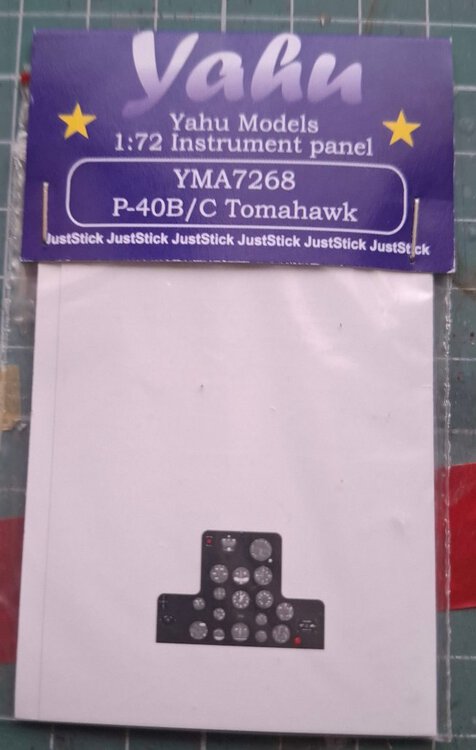 Yahu
Yahu Models
1:72 Instrument panel
YMA7268
P-40B/C Tomahawk
JustStick JustStick JustStick JustStick JustStick JustStick